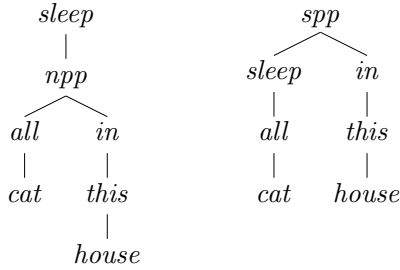 sleep spp
npp sleep in
all in all this
cat this cat house
house